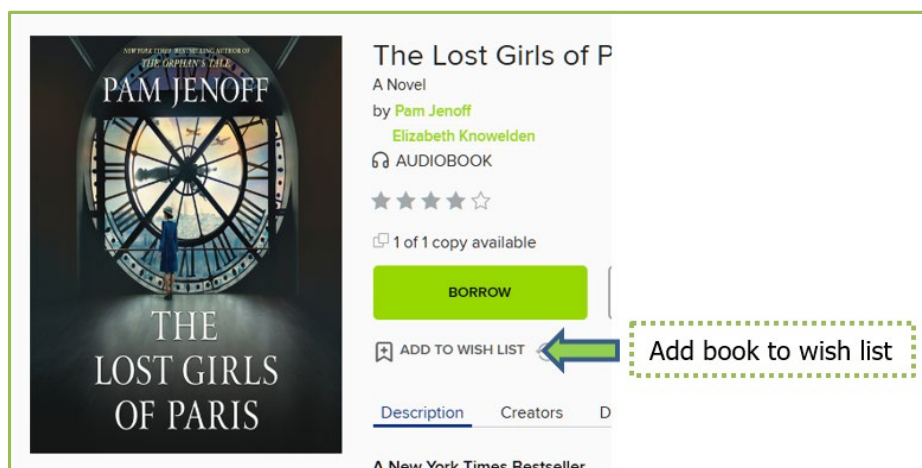 NEW YORK TIMES BESTSELLING AUTHOR OF
THE ORPHAN'S TALE
PAM JENOFF
THE
LOST GIRLS
OF PARIS
The Lost Girls of P
A Novel
by Pam Jenoff
Elizabeth Knowelden
AUDIOBOOK
1 of 1 copy available
BORROW
ADD TO WISH LIST
Add book to wish list
Description Creators D
A New York Times Bestseller